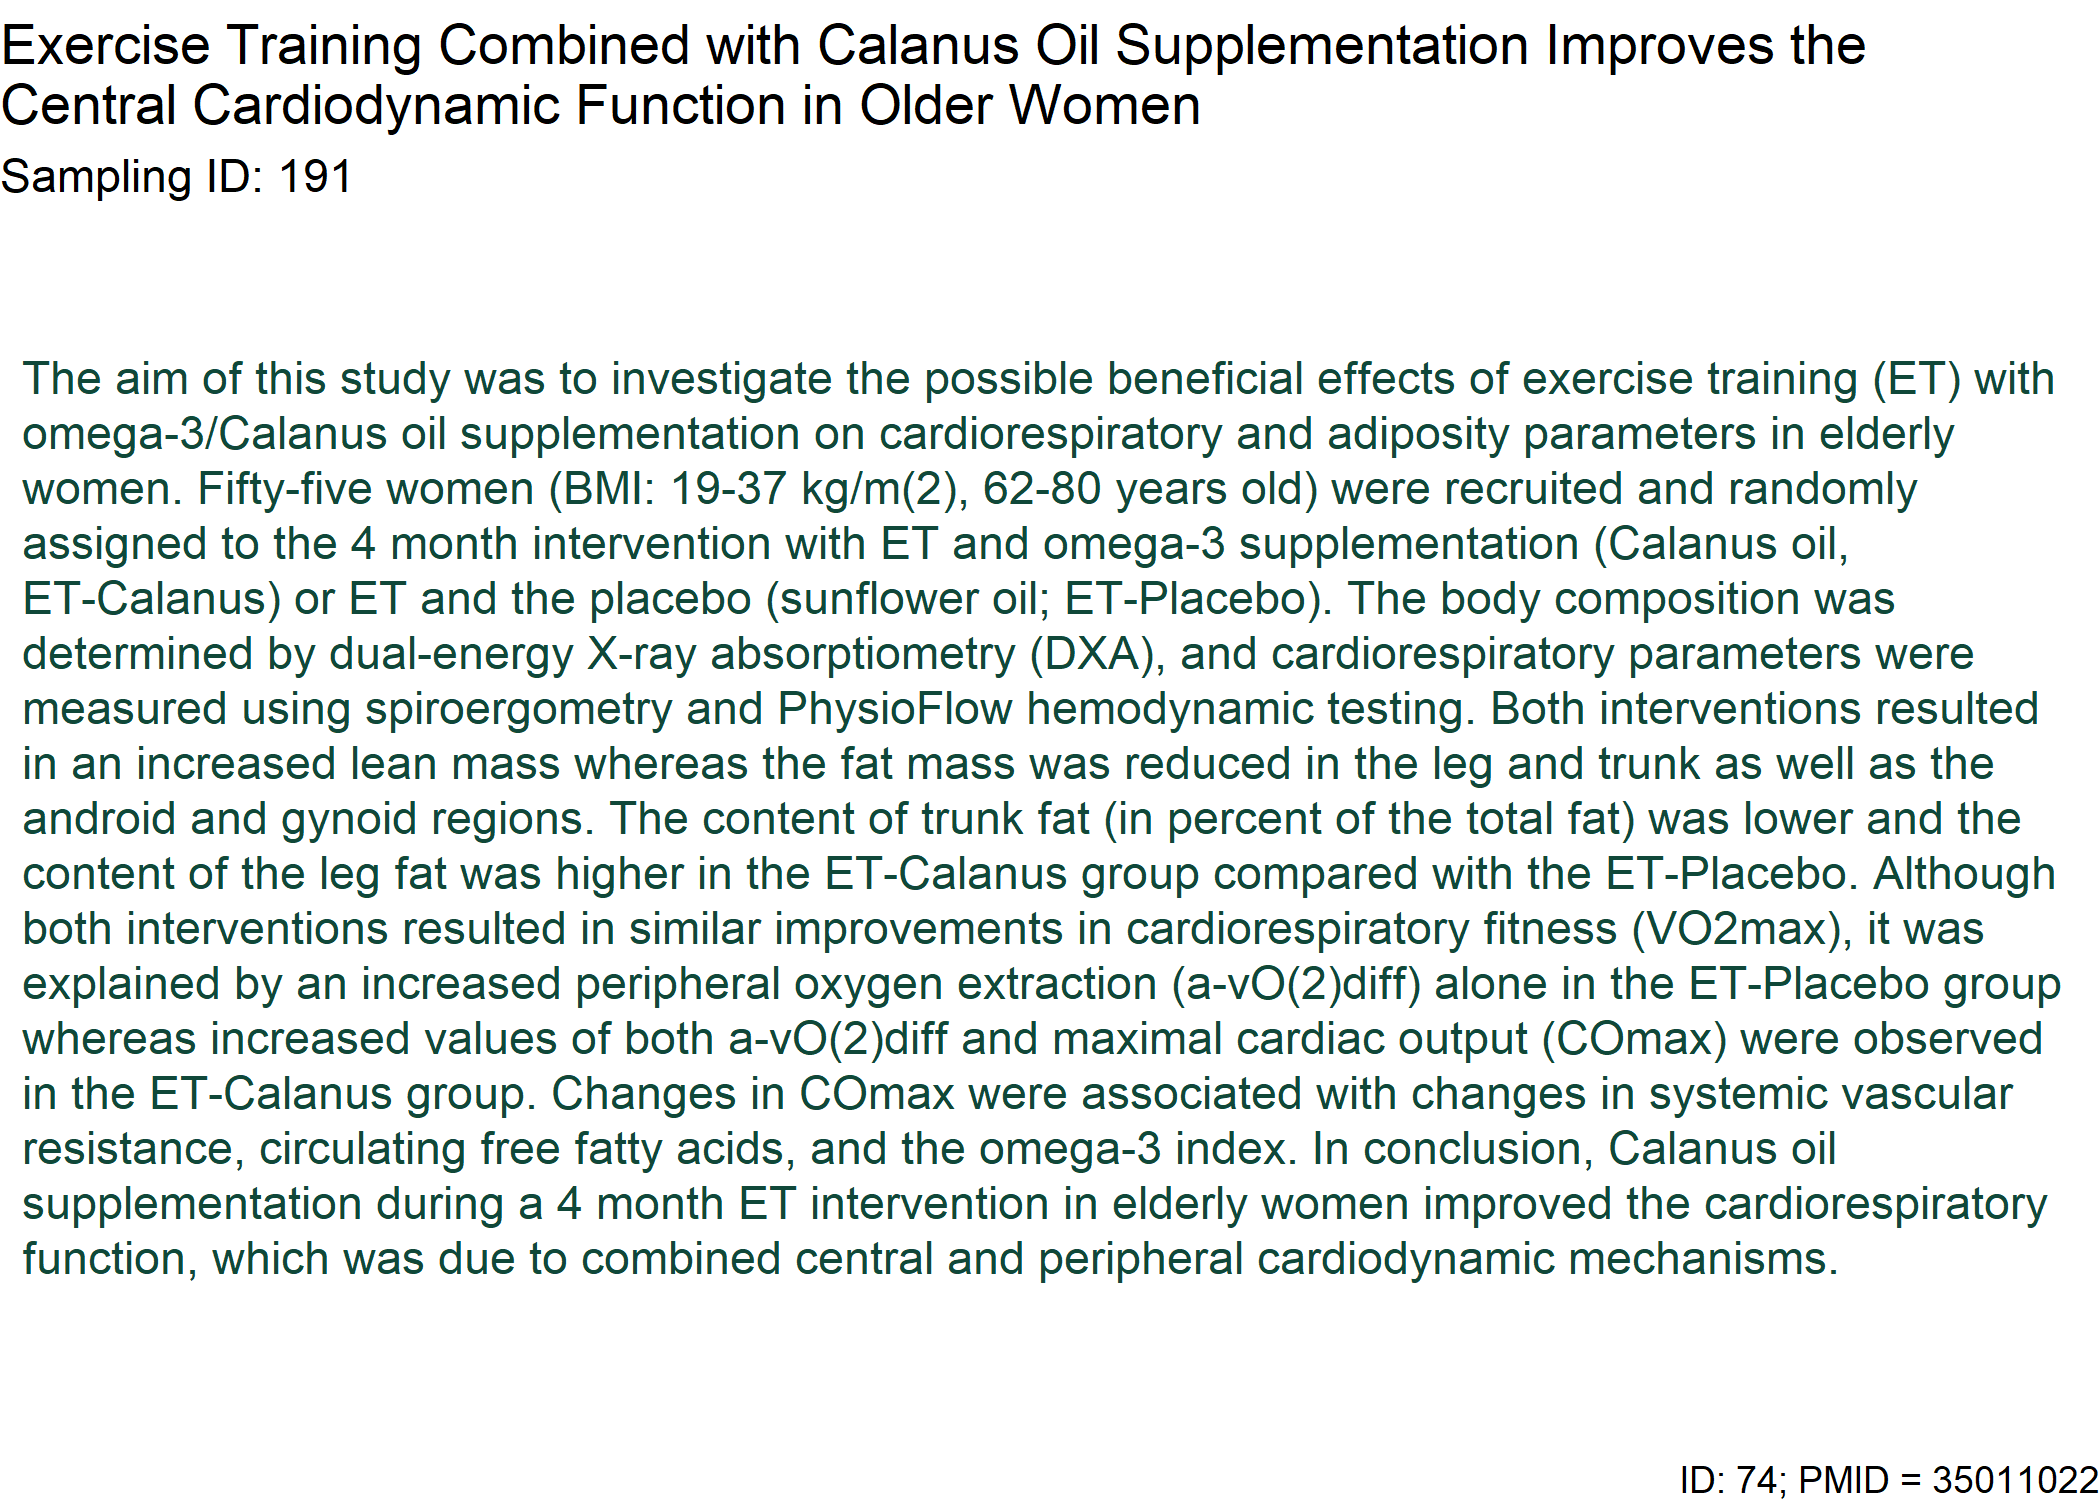 Exercise Training Combined with Calanus Oil Supplementation Improves the
Central Cardiodynamic Function in Older Women
Sampling ID: 191
The aim of this study was to investigate the possible beneficial effects of exercise training (ET) with
omega-3/Calanus oil supplementation on cardiorespiratory and adiposity parameters in elderly
women. Fifty-five women (BMI: 19-37 kg/m(2), 62-80 years old) were recruited and randomly
assigned to the 4 month intervention with ET and omega-3 supplementation (Calanus oil,
ET-Calanus) or ET and the placebo (sunflower oil; ET-Placebo). The body composition was
determined by dual-energy X-ray absorptiometry (DXA), and cardiorespiratory parameters were
measured using spiroergometry and PhysioFlow hemodynamic testing. Both interventions resulted
in an increased lean mass whereas the fat mass was reduced in the leg and trunk as well as the
android and gynoid regions. The content of trunk fat (in percent of the total fat) was lower and the
content of the leg fat was higher in the ET-Calanus group compared with the ET-Placebo. Although
both interventions resulted in similar improvements in cardiorespiratory fitness (VO2max), it was
explained by an increased peripheral oxygen extraction (a-vO(2)diff) alone in the ET-Placebo group
whereas increased values of both a-vO(2)diff and maximal cardiac output (COmax) were observed
in the ET-Calanus group. Changes in COmax were associated with changes in systemic vascular
resistance, circulating free fatty acids, and the omega-3 index. In conclusion, Calanus oil
supplementation during a 4 month ET intervention in elderly women improved the cardiorespiratory
function, which was due to combined central and peripheral cardiodynamic mechanisms.
ID: 74; PMID = 35011022